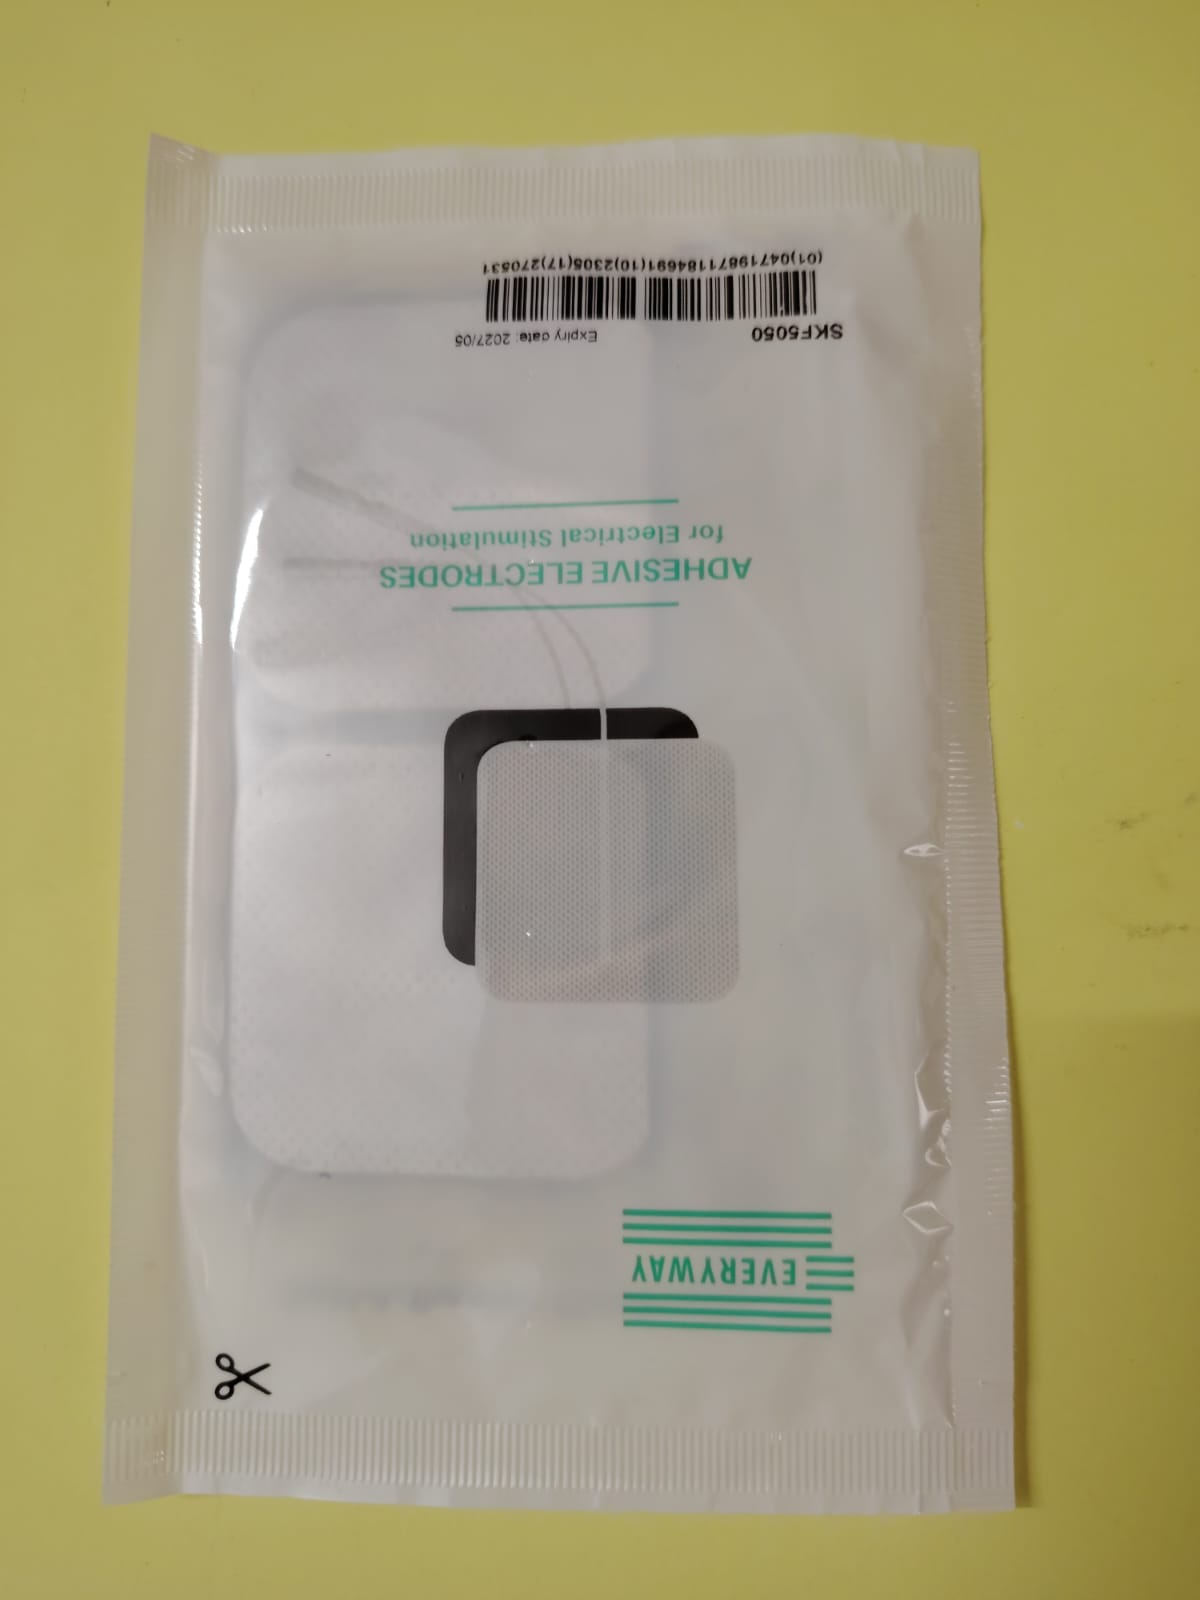 EVERYWAY
ADHESIVE ELECTRODES
for Electrical Stimulation
SKF5050
Expiry date: 2027/05
(01)04719871184691(10)2305(17)270531